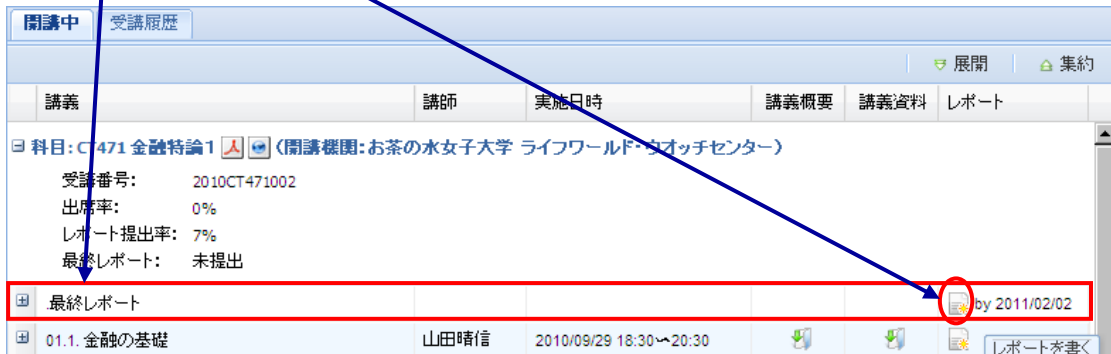 開講中 受講履歴
展開 集約
講義 講師 実施日時 講義概要 講義資料 レポート
科目:CT471 金融特論1 (開講機関:お茶の水女子大学 ライフワールド・ウオッチセンター)
受講番号: 2010CT471002
出席率: 0%
レポート提出率: 7%
最終レポート: 未提出
.最終レポート by 2011/02/02
01.1. 金融の基礎 山田晴信 2010/09/29 18:30~20:30
レポートを書く